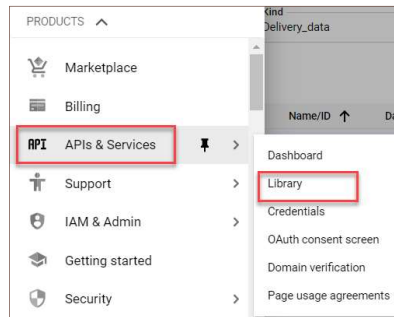 PRODUCTS
Marketplace
Billing
API APIs & Services
Support
IAM & Admin
Getting started
Security
Kind
Delivery_data
Name/ID
Dashboard
Library
Credentials
OAuth consent screen
Domain verification
Page usage agreements